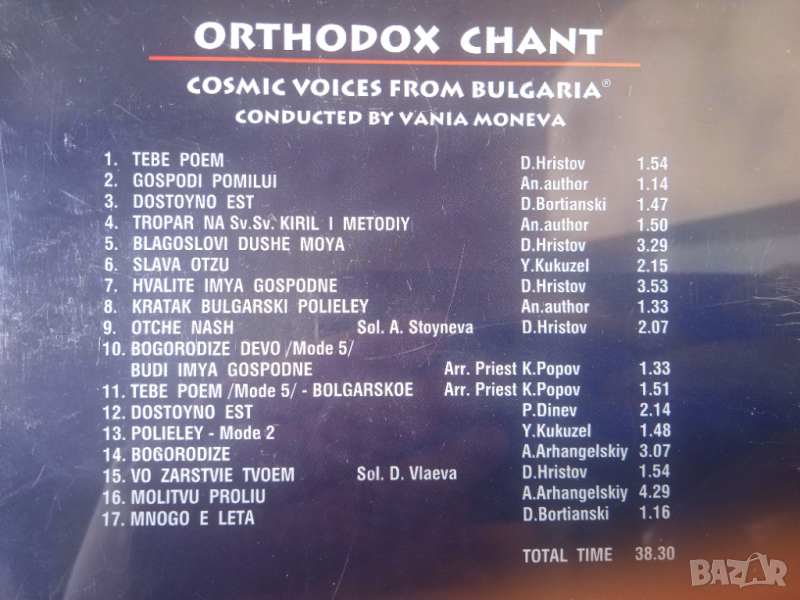 ORTHODOX CHANT
COSMIC VOICES FROM BULGARIA®
CONDUCTED BY VANIA MONEVA
1. TEBE POEM D.Hristov 1.54
2. GOSPODI POMILUI An.author 1.14
3. DOSTOYNO EST D.Bortianski 1.47
4. TROPAR NA Sv.Sv. KIRIL I METODIY An.author 1.50
5. BLAGOSLOVI DUSHE MOYA D.Hristov 3.29
6. SLAVA OTZU Y.Kukuzel 2.15
7. HVALITE IMYA GOSPODNE D.Hristov 3.53
8. KRATAK BULGARSKI POLIELEY An.author 1.33
9. OTCHE NASH Sol. A. Stoyneva D.Hristov 2.07
10. BOGORODIZE DEVO /Mode 5/
BUDI IMYA GOSPODNE Arr. Priest K.Popov 1.33
11. TEBE POEM /Mode 5/ - BOLGARSKOE Arr. Priest K.Popov 1.51
12. DOSTOYNO EST P.Dinev 2.14
13. POLIELEY - Mode 2 Y.Kukuzel 1.48
14. BOGORODIZE A.Arhangelskiy 3.07
15. VO ZARSTVIE TVOEM Sol. D. Vlaeva D.Hristov 1.54
16. MOLITVU PROLIU A.Arhangelskiy 4.29
17. MNOGO E LETA D.Bortianski 1.16
TOTAL TIME 38.30
BAZAR